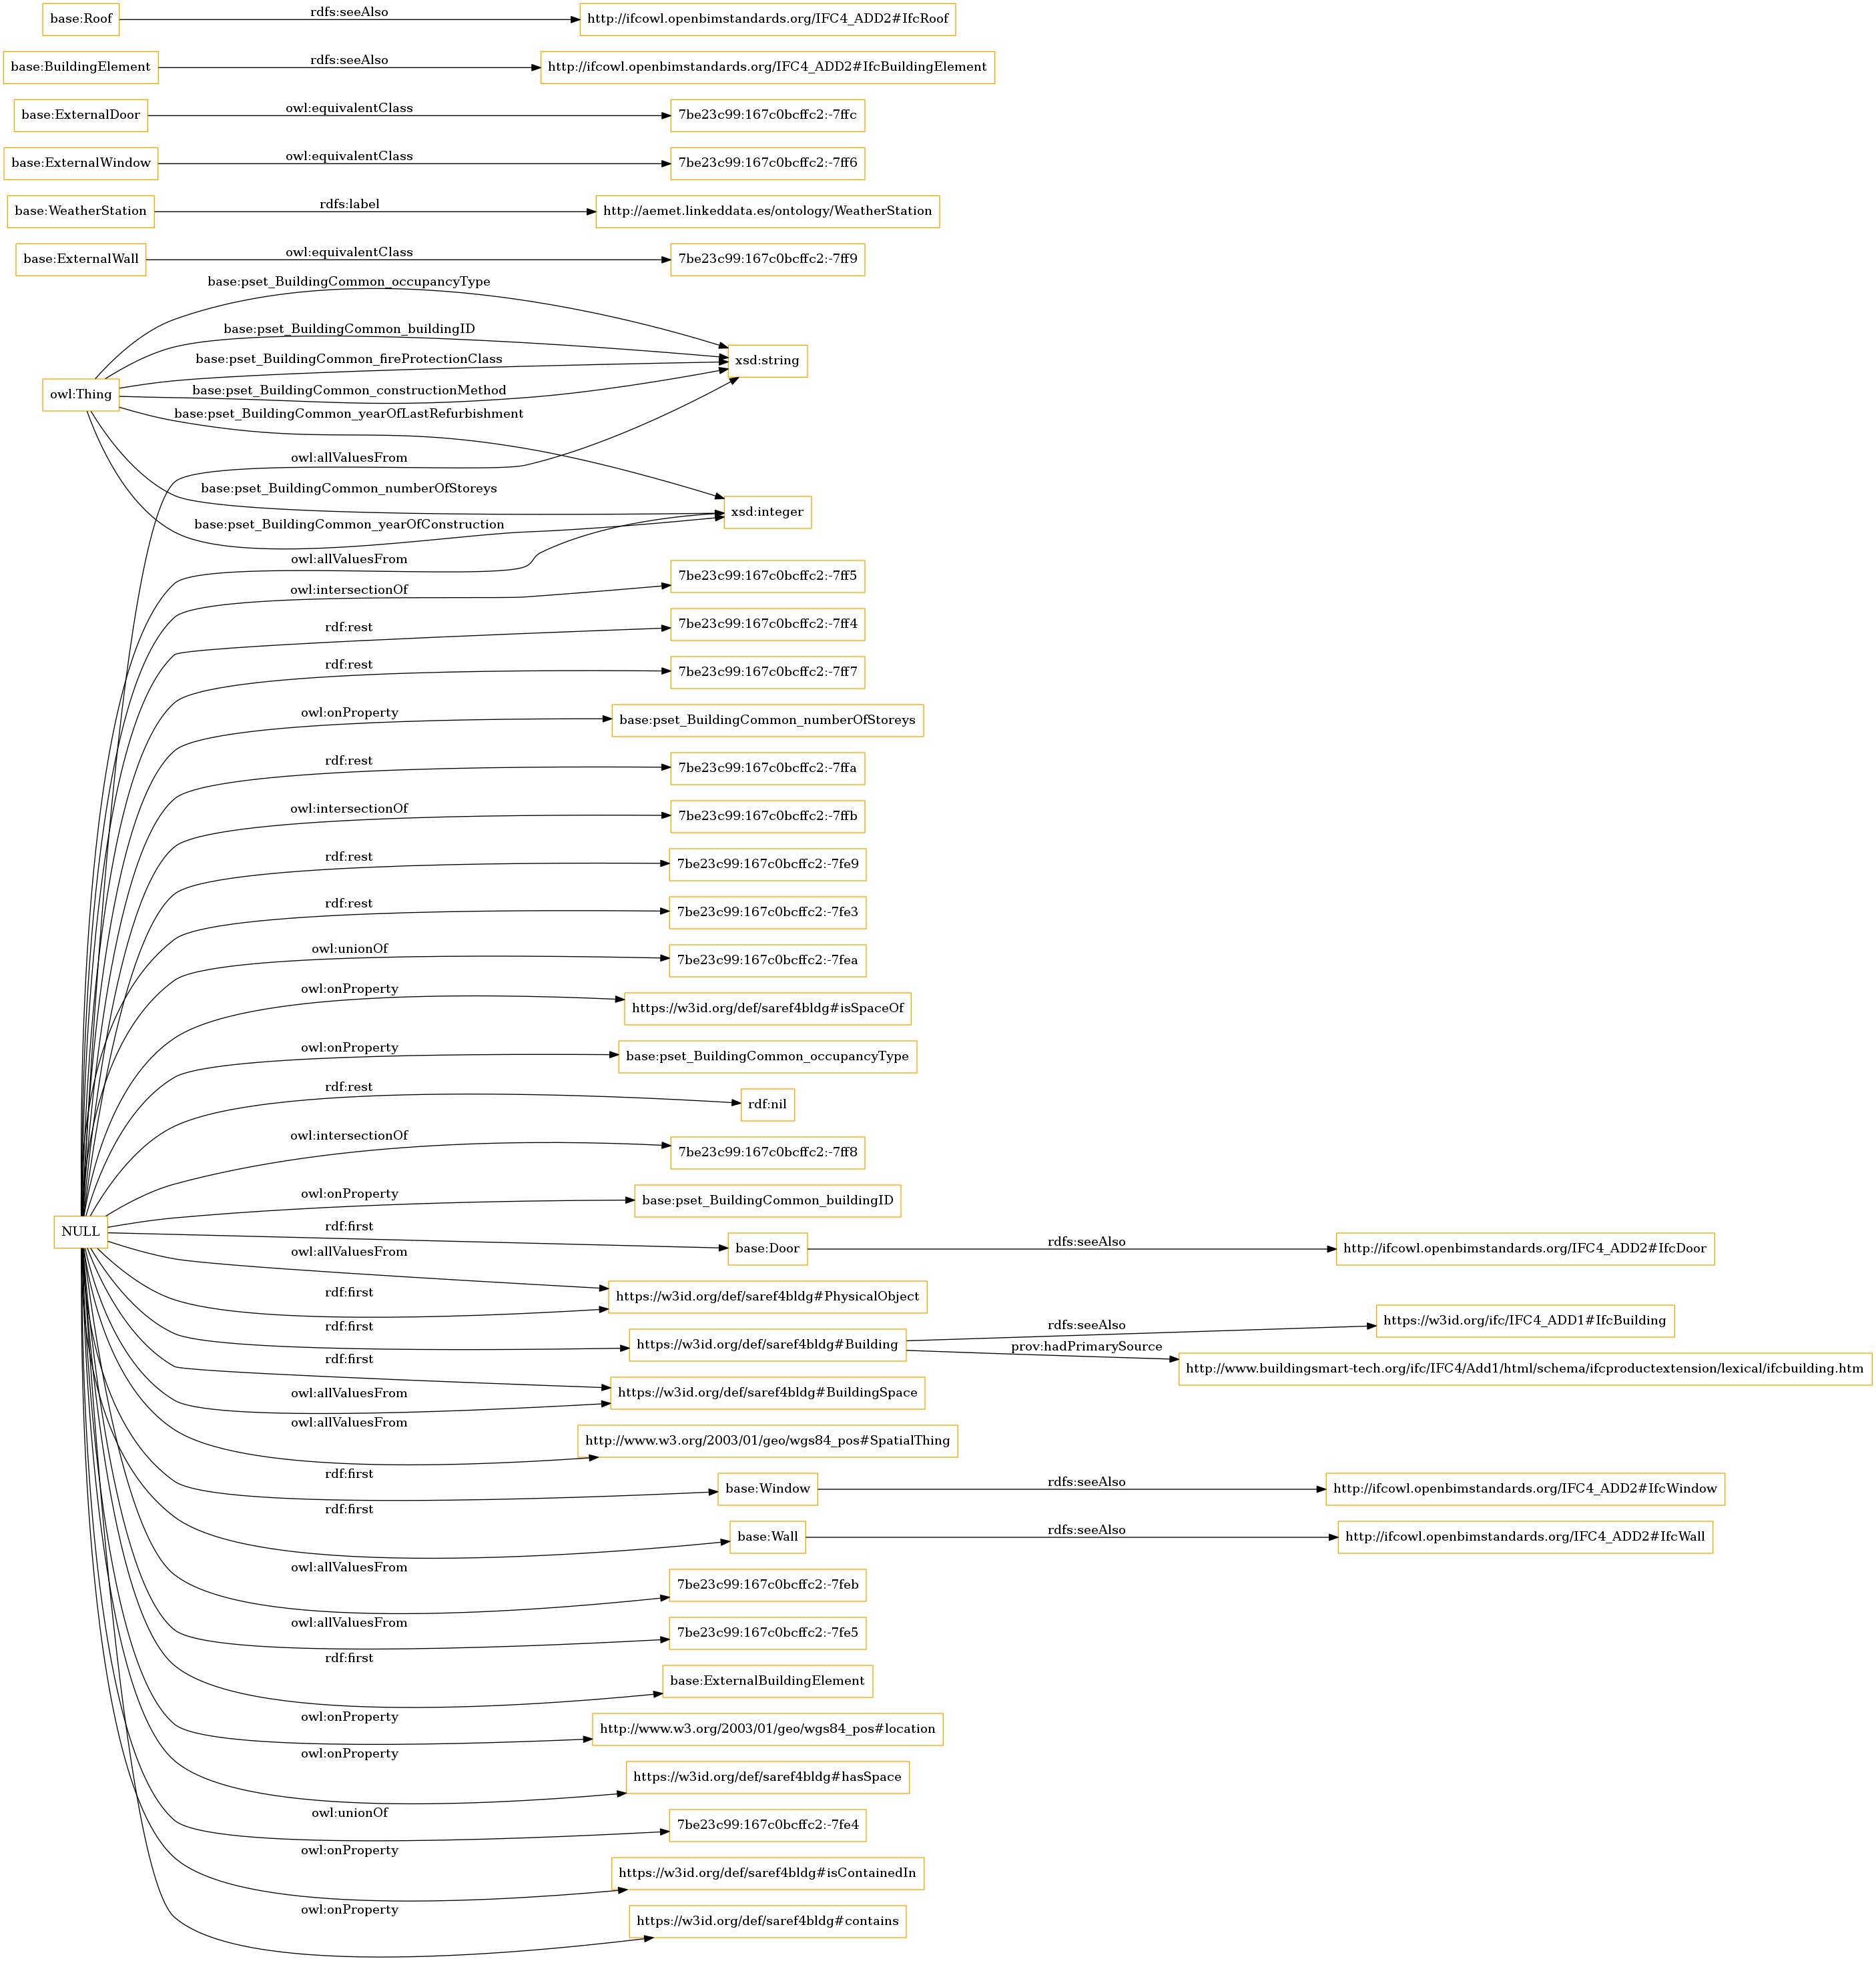 base:Roof
rdfs:seeAlso
http://ifcowl.openbimstandards.org/IFC4_ADD2#IfcRoof
base:BuildingElement
rdfs:seeAlso
http://ifcowl.openbimstandards.org/IFC4_ADD2#IfcBuildingElement
base:ExternalDoor
owl:equivalentClass
7be23c99:167c0bcffc2:-7ffc
base:ExternalWindow
owl:equivalentClass
7be23c99:167c0bcffc2:-7ff6
base:WeatherStation
rdfs:label
http://aemet.linkeddata.es/ontology/WeatherStation
base:ExternalWall
owl:equivalentClass
7be23c99:167c0bcffc2:-7ff9
base:pset_BuildingCommon_occupancyType
base:pset_BuildingCommon_buildingID
base:pset_BuildingCommon_fireProtectionClass
xsd:string
owl:Thing
base:pset_BuildingCommon_constructionMethod
base:pset_BuildingCommon_yearOfLastRefurbishment
owl:allValuesFrom
base:pset_BuildingCommon_numberOfStoreys
xsd:integer
base:pset_BuildingCommon_yearOfConstruction
owl:allValuesFrom
7be23c99:167c0bcffc2:-7ff5
owl:intersectionOf
7be23c99:167c0bcffc2:-7ff4
rdf:rest
rdf:rest
7be23c99:167c0bcffc2:-7ff7
owl:onProperty
base:pset_BuildingCommon_numberOfStoreys
rdf:rest
7be23c99:167c0bcffc2:-7ffa
owl:intersectionOf
7be23c99:167c0bcffc2:-7ffb
rdf:rest
7be23c99:167c0bcffc2:-7fe9
rdf:rest
7be23c99:167c0bcffc2:-7fe3
owl:unionOf
7be23c99:167c0bcffc2:-7fea
owl:onProperty
https://w3id.org/def/saref4bldg#isSpaceOf
owl:onProperty
base:pset_BuildingCommon_occupancyType
rdf:rest
rdf:nil
owl:intersectionOf
7be23c99:167c0bcffc2:-7ff8
owl:onProperty
base:pset_BuildingCommon_buildingID
NULL
rdf:first
base:Door
rdfs:seeAlso
http://ifcowl.openbimstandards.org/IFC4_ADD2#IfcDoor
owl:allValuesFrom
rdf:first
https://w3id.org/def/saref4bldg#PhysicalObject
rdf:first
https://w3id.org/def/saref4bldg#Building
rdfs:seeAlso
https://w3id.org/ifc/IFC4_ADD1#IfcBuilding
prov:hadPrimarySource
http://www.buildingsmart-tech.org/ifc/IFC4/Add1/html/schema/ifcproductextension/lexical/ifcbuilding.htm
rdf:first
owl:allValuesFrom
https://w3id.org/def/saref4bldg#BuildingSpace
owl:allValuesFrom
http://www.w3.org/2003/01/geo/wgs84_pos#SpatialThing
rdf:first
base:Window
rdfs:seeAlso
http://ifcowl.openbimstandards.org/IFC4_ADD2#IfcWindow
rdf:first
base:Wall
rdfs:seeAlso
http://ifcowl.openbimstandards.org/IFC4_ADD2#IfcWall
owl:allValuesFrom
7be23c99:167c0bcffc2:-7feb
owl:allValuesFrom
7be23c99:167c0bcffc2:-7fe5
rdf:first
base:ExternalBuildingElement
owl:onProperty
http://www.w3.org/2003/01/geo/wgs84_pos#location
owl:onProperty
https://w3id.org/def/saref4bldg#hasSpace
owl:unionOf
7be23c99:167c0bcffc2:-7fe4
owl:onProperty
https://w3id.org/def/saref4bldg#isContainedIn
owl:onProperty
https://w3id.org/def/saref4bldg#contains